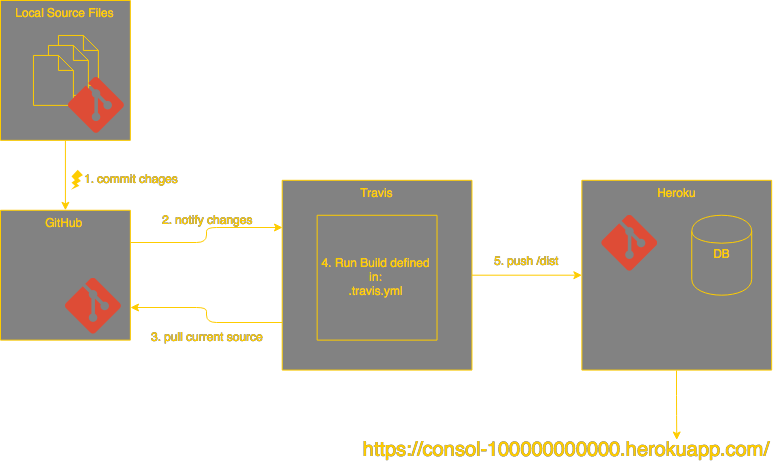 Local Source Files
1. commit chages
GitHub
2. notify changes
3. pull current source
Travis
4. Run Build defined
in:
.travis.yml
5. push /dist
Heroku
DB
https://consol-100000000000.herokuapp.com/